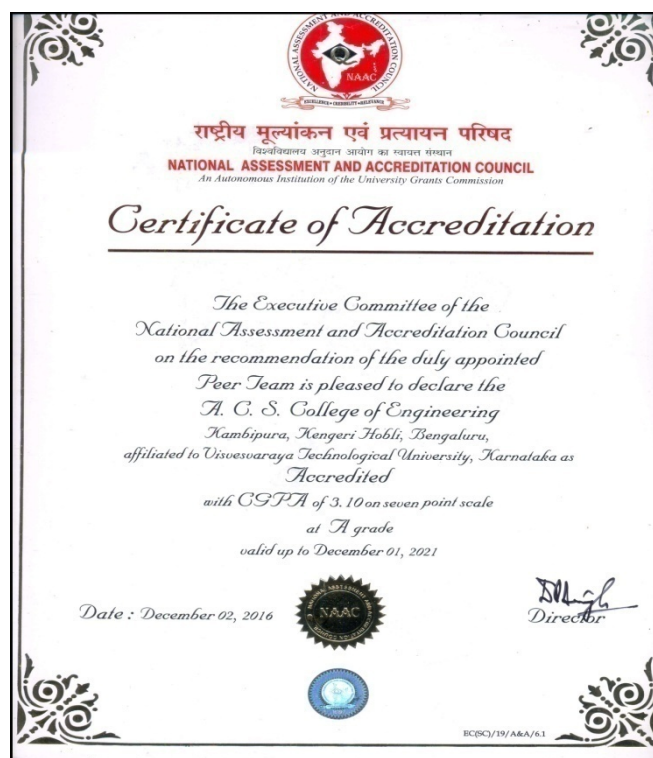 NATIONAL ASSESSMENT AND ACCREDITATION COUNCIL
NAAC
EXCELLENCE • CREDIBILITY • RELEVANCE
राष्ट्रीय मूल्यांकन एवं प्रत्यायन परिषद
विश्वविद्यालय अनुदान आयोग का स्वायत्त संस्थान
NATIONAL ASSESSMENT AND ACCREDITATION COUNCIL
An Autonomous Institution of the University Grants Commission
Certificate of Accreditation
The Executive Committee of the
National Assessment and Accreditation Council
on the recommendation of the duly appointed
Peer Team is pleased to declare the
A. C. S. College of Engineering
Kambipura, Kengeri Hobli, Bengaluru,
affiliated to Visvesvaraya Technological University, Karnataka as
Accredited
with CGPA of 3.10 on seven point scale
at A grade
valid up to December 01, 2021
Date : December 02, 2016
NAAC
Director
EC(SC)/19/A&A/6.1